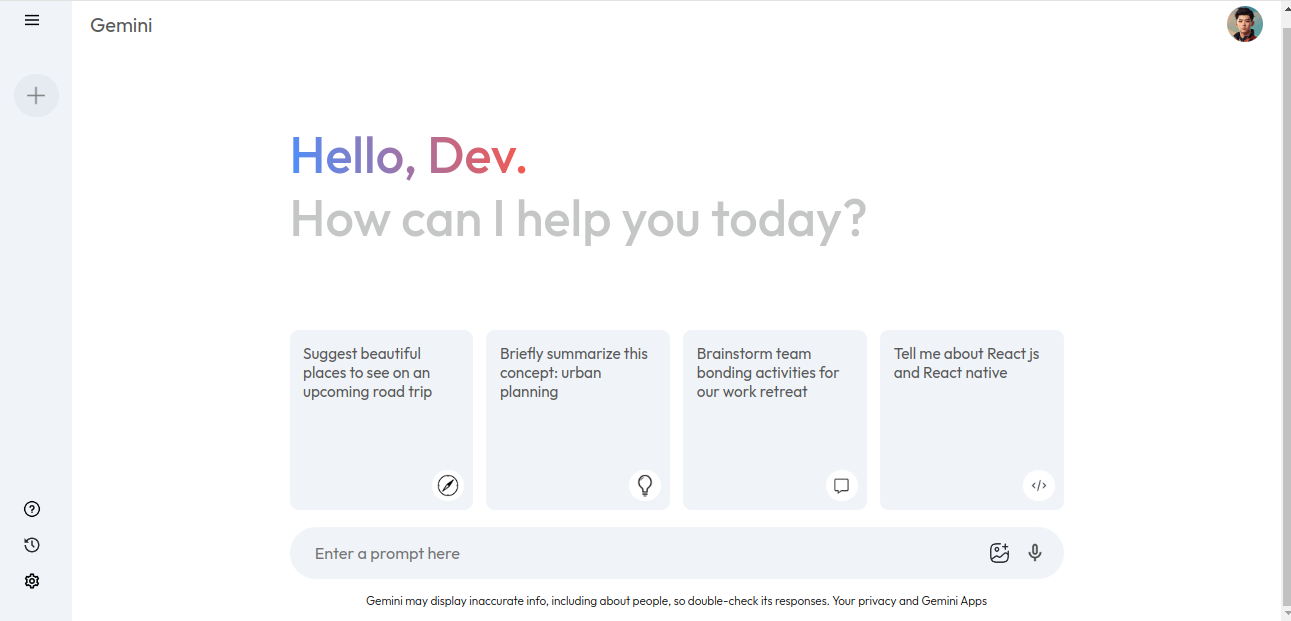 Gemini
Hello, Dev.
How can I help you today?
Suggest beautiful
places to see on an
upcoming road trip
Briefly summarize this
concept: urban
planning
Brainstorm team
bonding activities for
our work retreat
Tell me about React js
and React native
Enter a prompt here
Gemini may display inaccurate info, including about people, so double-check its responses. Your privacy and Gemini Apps